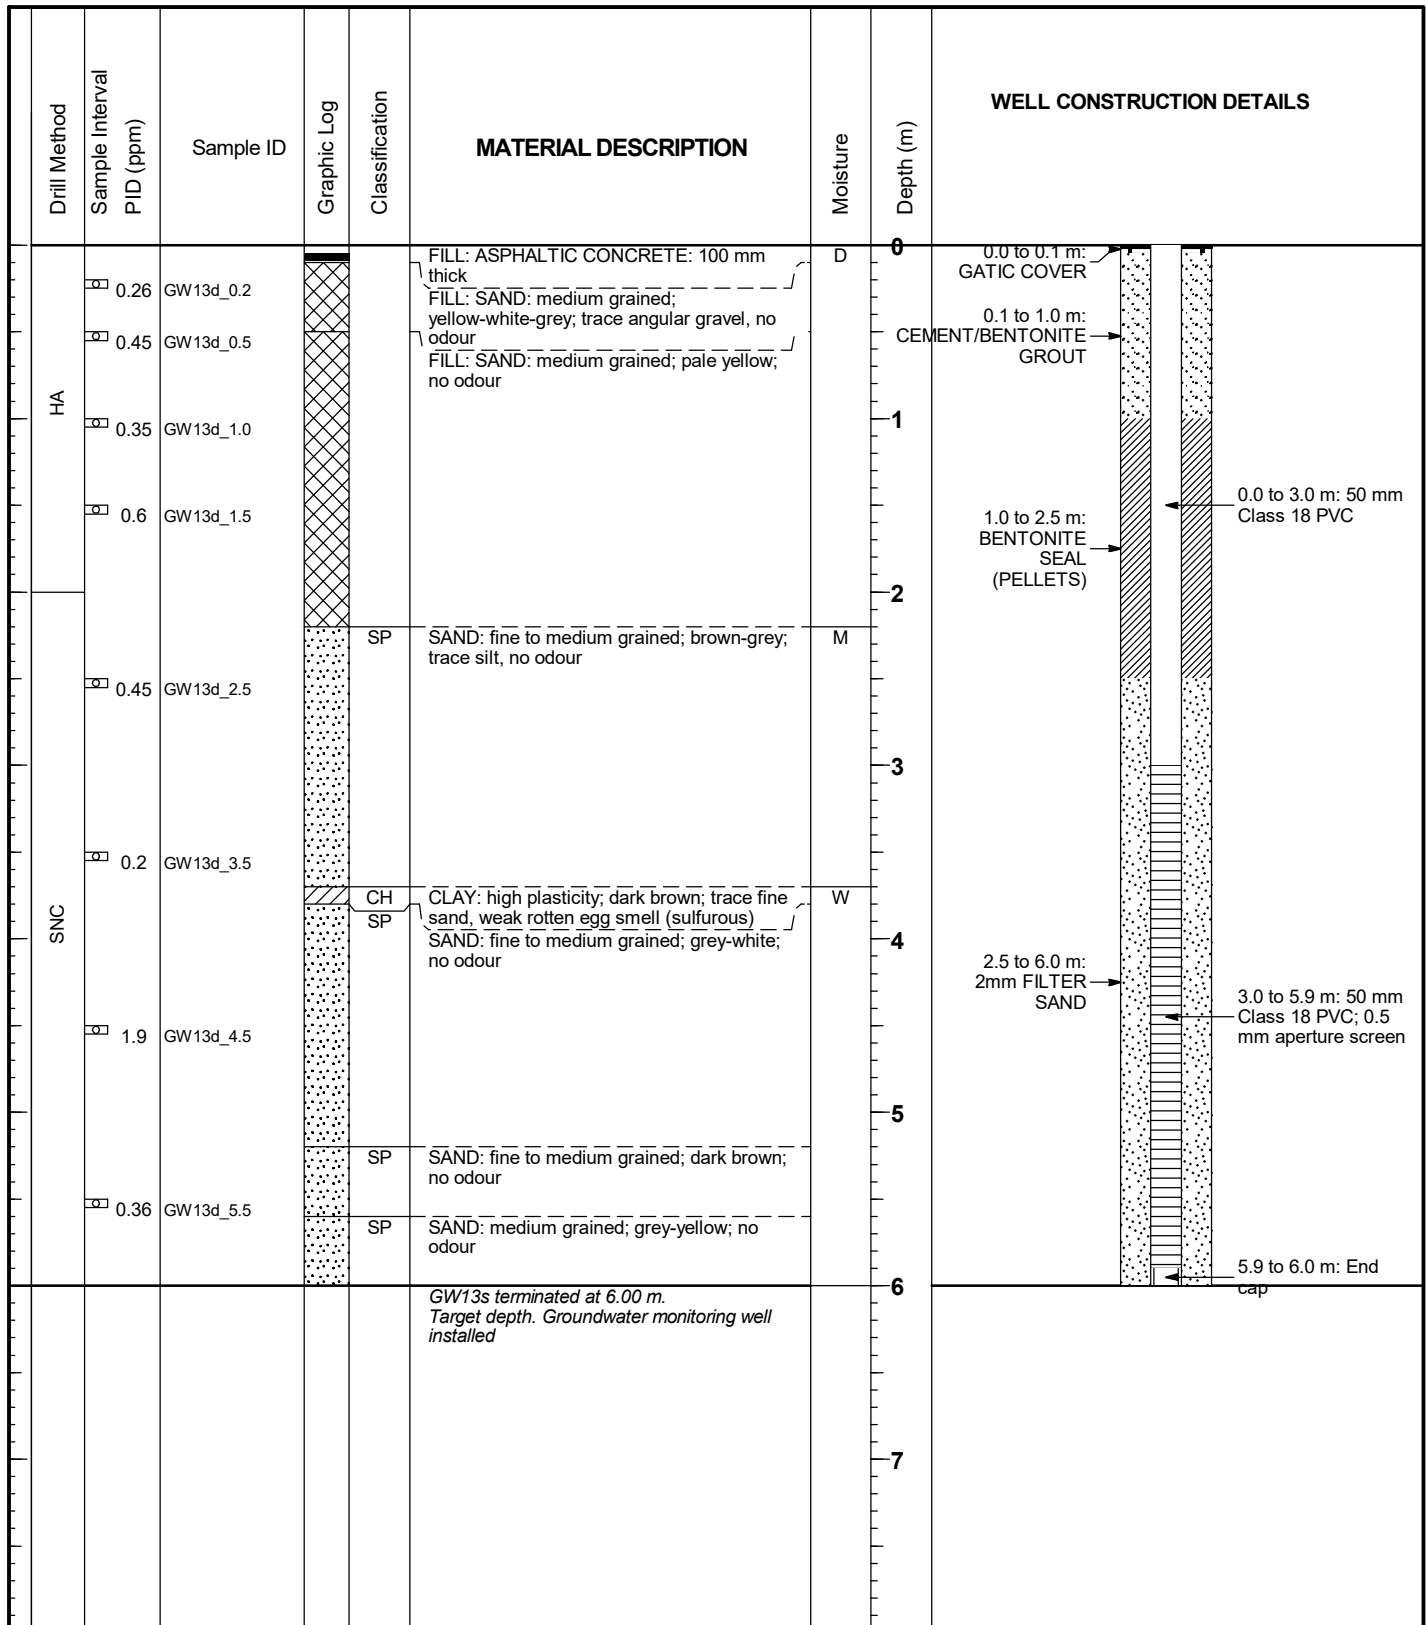 Drill Method
Sample Interval
PID (ppm)
Sample ID
Graphic Log
Classification
MATERIAL DESCRIPTION
Moisture
Depth (m)
WELL CONSTRUCTION DETAILS
HA
SNC
0.26 GW13d_0.2
0.45 GW13d_0.5
0.35 GW13d_1.0
0.6 GW13d_1.5
0.45 GW13d_2.5
0.2 GW13d_3.5
1.9 GW13d_4.5
0.36 GW13d_5.5
FILL: ASPHALTIC CONCRETE: 100 mm
thick
D
FILL: SAND: medium grained;
yellow-white-grey; trace angular gravel, no
odour
FILL: SAND: medium grained; pale yellow;
no odour
SP
SAND: fine to medium grained; brown-grey;
trace silt, no odour
M
CH
CLAY: high plasticity; dark brown; trace fine
sand, weak rotten egg smell (sulfurous)
W
SP
SAND: fine to medium grained; grey-white;
no odour
SP
SAND: fine to medium grained; dark brown;
no odour
SP
SAND: medium grained; grey-yellow; no
odour
GW13s terminated at 6.00 m.
Target depth. Groundwater monitoring well
installed
0
1
2
3
4
5
6
7
0.0 to 0.1 m:
GATIC COVER
0.1 to 1.0 m:
CEMENT/BENTONITE
GROUT
1.0 to 2.5 m:
BENTONITE
SEAL
(PELLETS)
2.5 to 6.0 m:
2mm FILTER
SAND
0.0 to 3.0 m: 50 mm
Class 18 PVC
3.0 to 5.9 m: 50 mm
Class 18 PVC; 0.5
mm aperture screen
5.9 to 6.0 m: End
cap